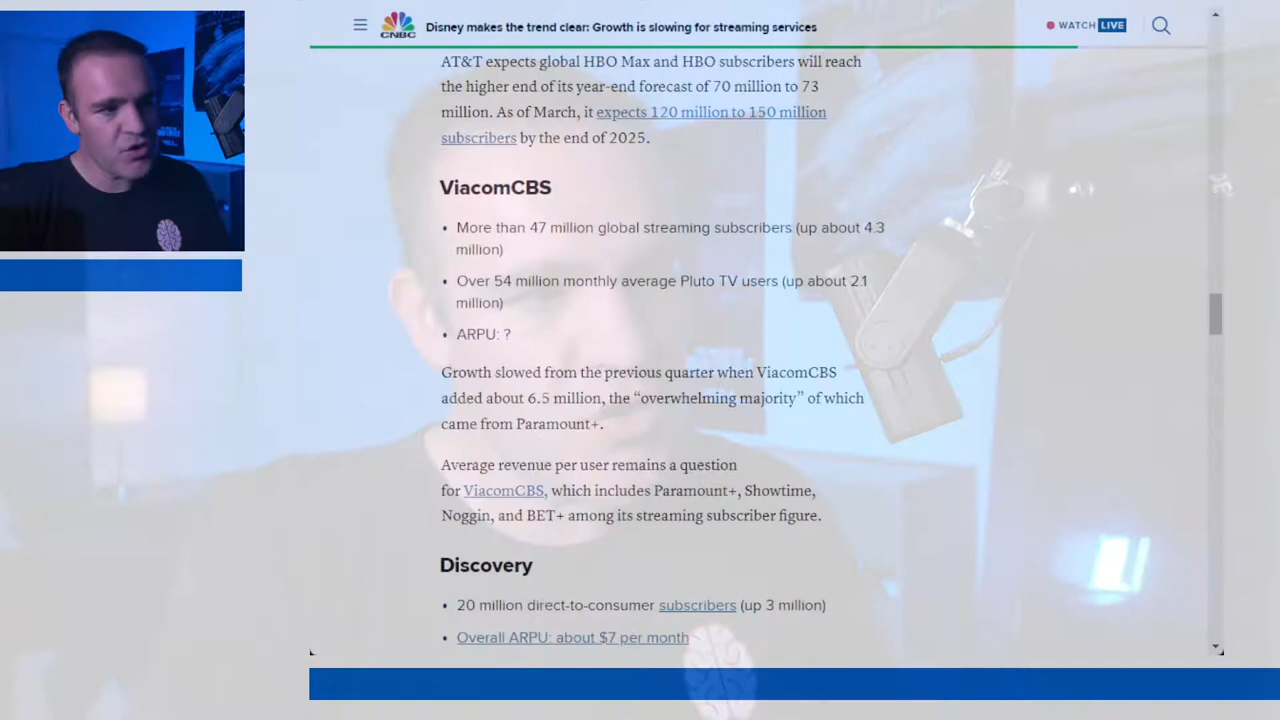 CNBC
Disney makes the trend clear: Growth is slowing for streaming services
WATCH LIVE
AT&T expects global HBO Max and HBO subscribers will reach
the higher end of its year-end forecast of 70 million to 73
million. As of March, it expects 120 million to 150 million
subscribers by the end of 2025.
ViacomCBS
• More than 47 million global streaming subscribers (up about 4.3
million)
• Over 54 million monthly average Pluto TV users (up about 2.1
million)
• ARPU: ?
Growth slowed from the previous quarter when ViacomCBS
added about 6.5 million, the “overwhelming majority” of which
came from Paramount+.
Average revenue per user remains a question
for ViacomCBS, which includes Paramount+, Showtime,
Noggin, and BET+ among its streaming subscriber figure.
Discovery
• 20 million direct-to-consumer subscribers (up 3 million)
• Overall ARPU: about $7 per month